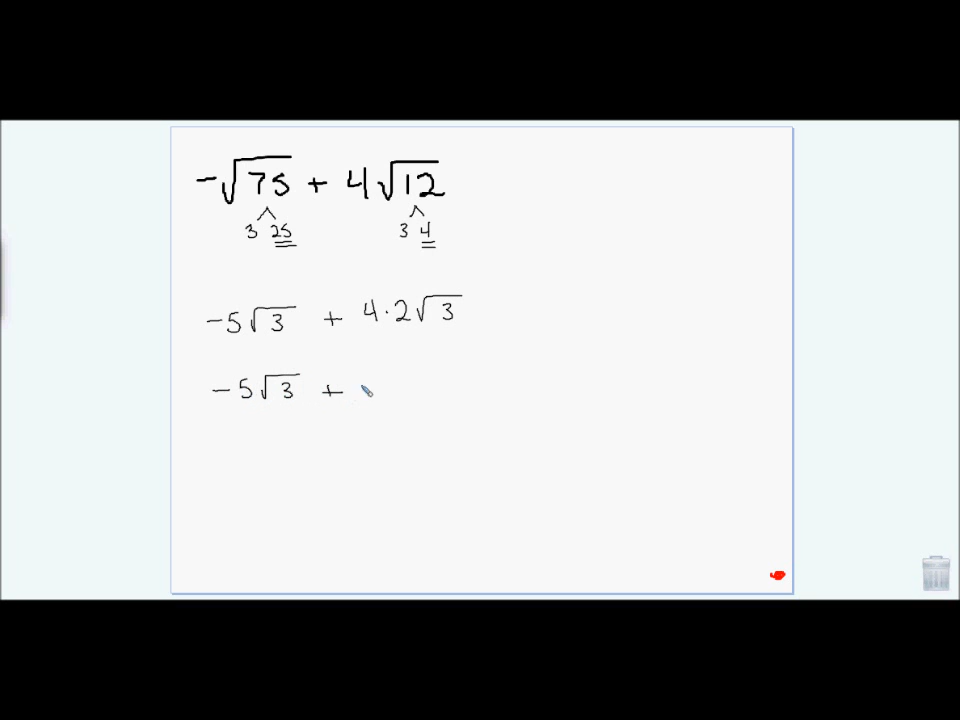 -√75 + 4√12
3 25 3 4
-5√3 + 4·2√3
-5√3 +